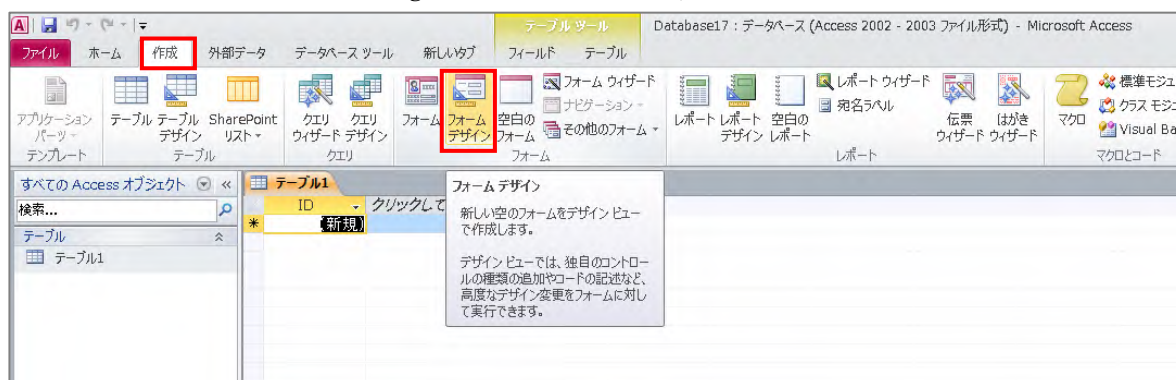 テーブル ツール
Database17 : データベース (Access 2002 - 2003 ファイル形式) - Microsoft Access
ファイル ホーム 作成 外部データ データベース ツール 新しいタブ フィールド テーブル
アプリケーション パーツ
テーブル
テーブル デザイン
SharePoint リスト
クエリ ウィザード
クエリ デザイン
フォーム
フォーム デザイン
空白の フォーム
フォーム ウィザード
ナビゲーション
その他のフォーム
レポート
レポート デザイン
空白の レポート
レポート ウィザード
宛名ラベル
伝票 ウィザード
はがき ウィザード
マクロ
標準モジュ
クラス モジ
Visual Ba
テンプレート テーブル クエリ フォーム レポート マクロとコード
すべての Access オブジェクト
検索...
テーブル
テーブル1
テーブル1
ID クリックして
(新規)
フォーム デザイン
新しい空のフォームをデザイン ビュー
で作成します。
デザイン ビューでは、独自のコントロー
ルの種類の追加やコードの記述など、
高度なデザイン変更をフォームに対し
て実行できます。